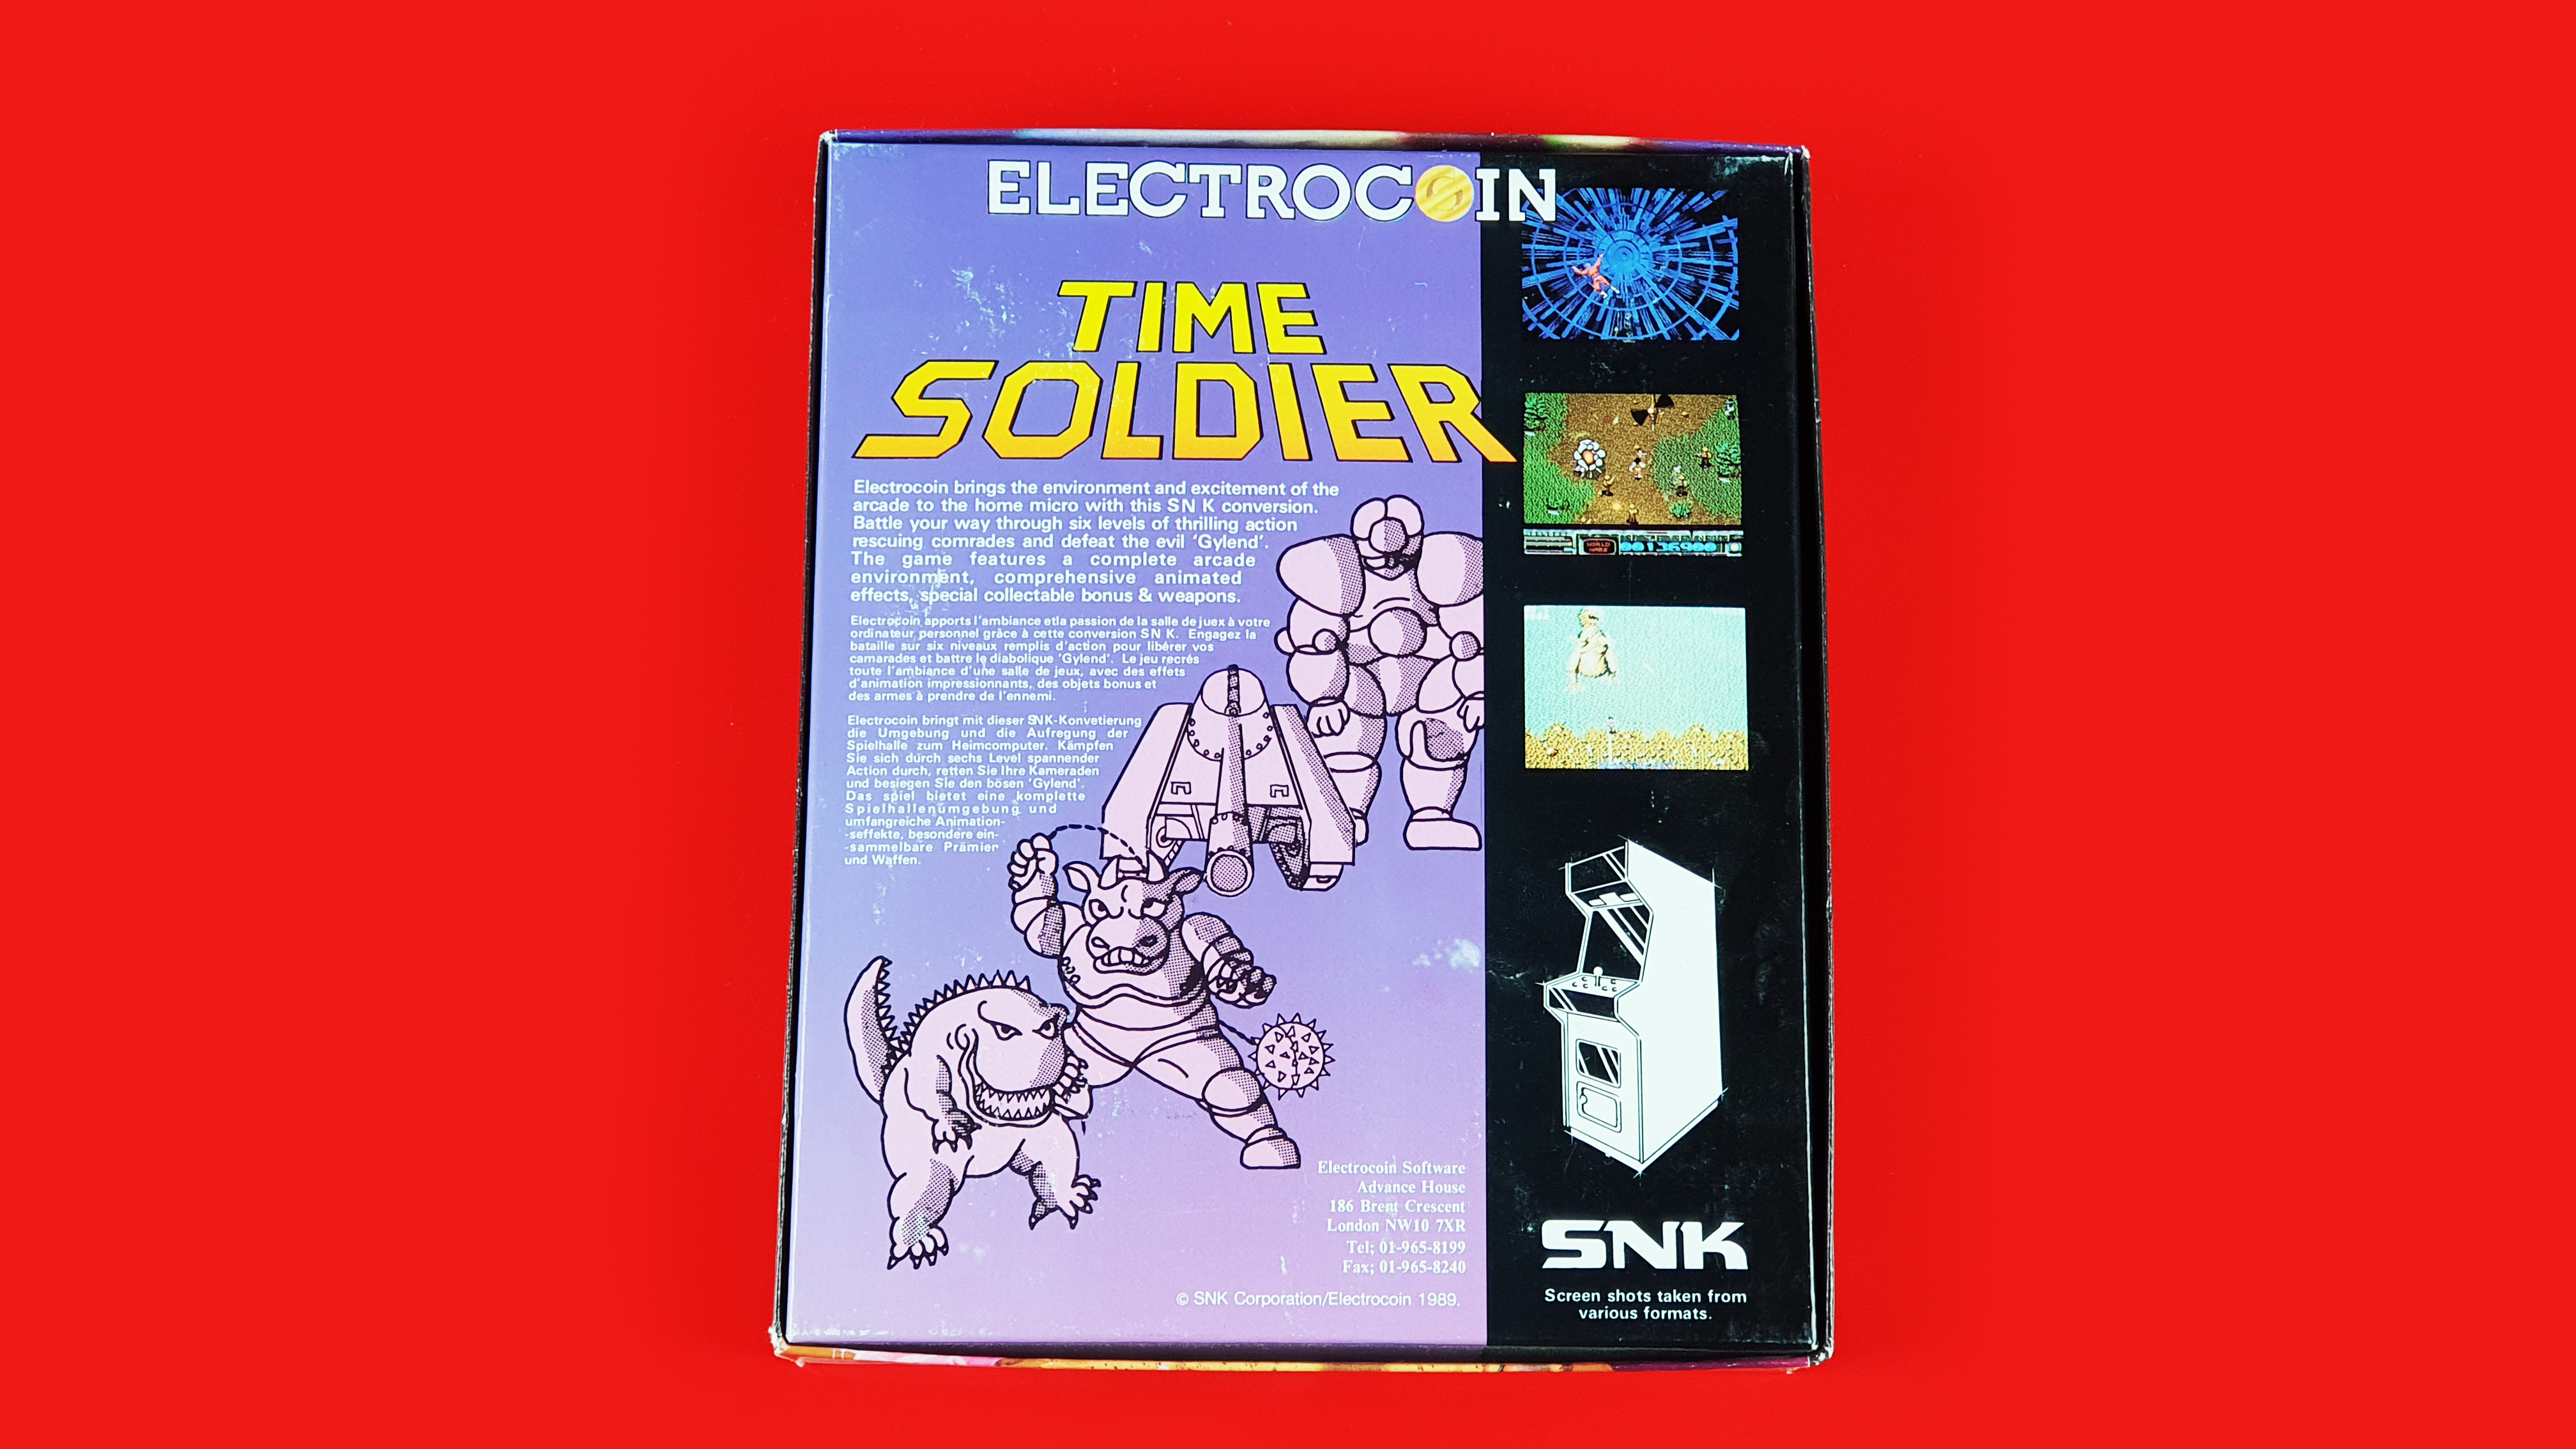 ELECTROCOIN
TIME
SOLDIER
Electrocoin brings the environment and excitement of the
arcade to the home micro with this SN K conversion.
Battle your way through six levels of thrilling action
rescuing comrades and defeat the evil ‘Gylend’.
The game features a complete arcade
environment, comprehensive animated
effects, special collectable bonus & weapons.
Electrocoin apports l’ambiance etla passion de la salle de juex à votre
ordinateur personnel grâce à cette conversion SN K. Engagez la
bataille sur six niveaux remplis d’action pour libérer vos
camarades et battre le diabolique ‘Gylend’. Le jeu recrés
toute l’ambiance d’une salle de jeux, avec des effets
d’animation impressionnants, des objets bonus et
des armes à prendre de l’ennemi.
Electrocoin bringt mit dieser SNK-Konvetierung
die Umgebung und die Aufregung der
Spielhalle zum Heimcomputer. Kämpfen
Sie sich durch sechs Level spannender
Action durch, retten Sie Ihre Kameraden
und besiegen Sie den bösen ‘Gylend’.
Das spiel bietet eine komplette
Spielhallenumgebung und
umfangreiche Animation-
-seffekte, besondere ein-
-sammelbare Prämier
und Waffen.
Electrocoin Software
Advance House
186 Brent Crescent
London NW10 7XR
Tel; 01-965-8199
Fax; 01-965-8240
© SNK Corporation/Electrocoin 1989.
WORLD
WARS
00136900
SNK
Screen shots taken from
various formats.